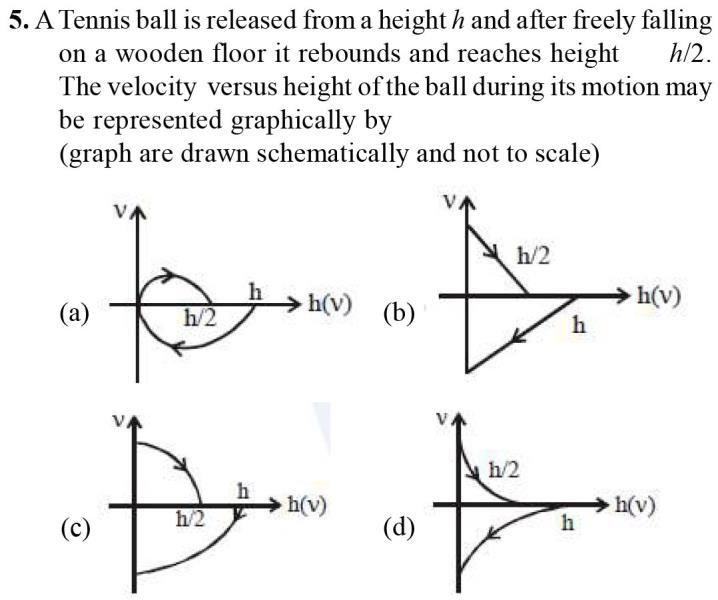 5. A Tennis ball is released from a height h and after freely falling
on a wooden floor it rebounds and reaches height h/2.
The velocity versus height of the ball during its motion may
be represented graphically by
(graph are drawn schematically and not to scale)
v
h
h(v)
h/2
(a)
v
h/2
h(v)
h
(b)
v
h
h(v)
h/2
(c)
v
h/2
h(v)
h
(d)